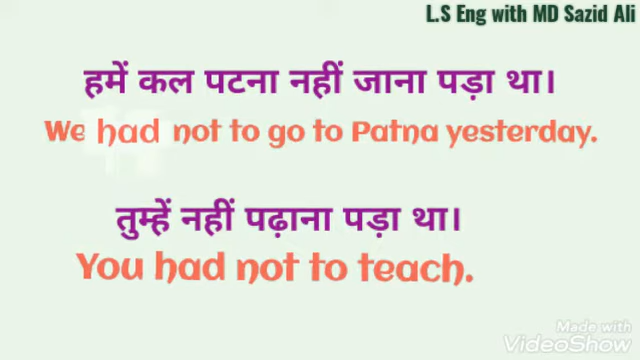 L.S Eng with MD Sazid Ali
हमें कल पटना नहीं जाना पड़ा था।
We had not to go to Patna yesterday.
तुम्हें नहीं पढ़ाना पड़ा था।
You had not to teach.
Made with
VideoShow